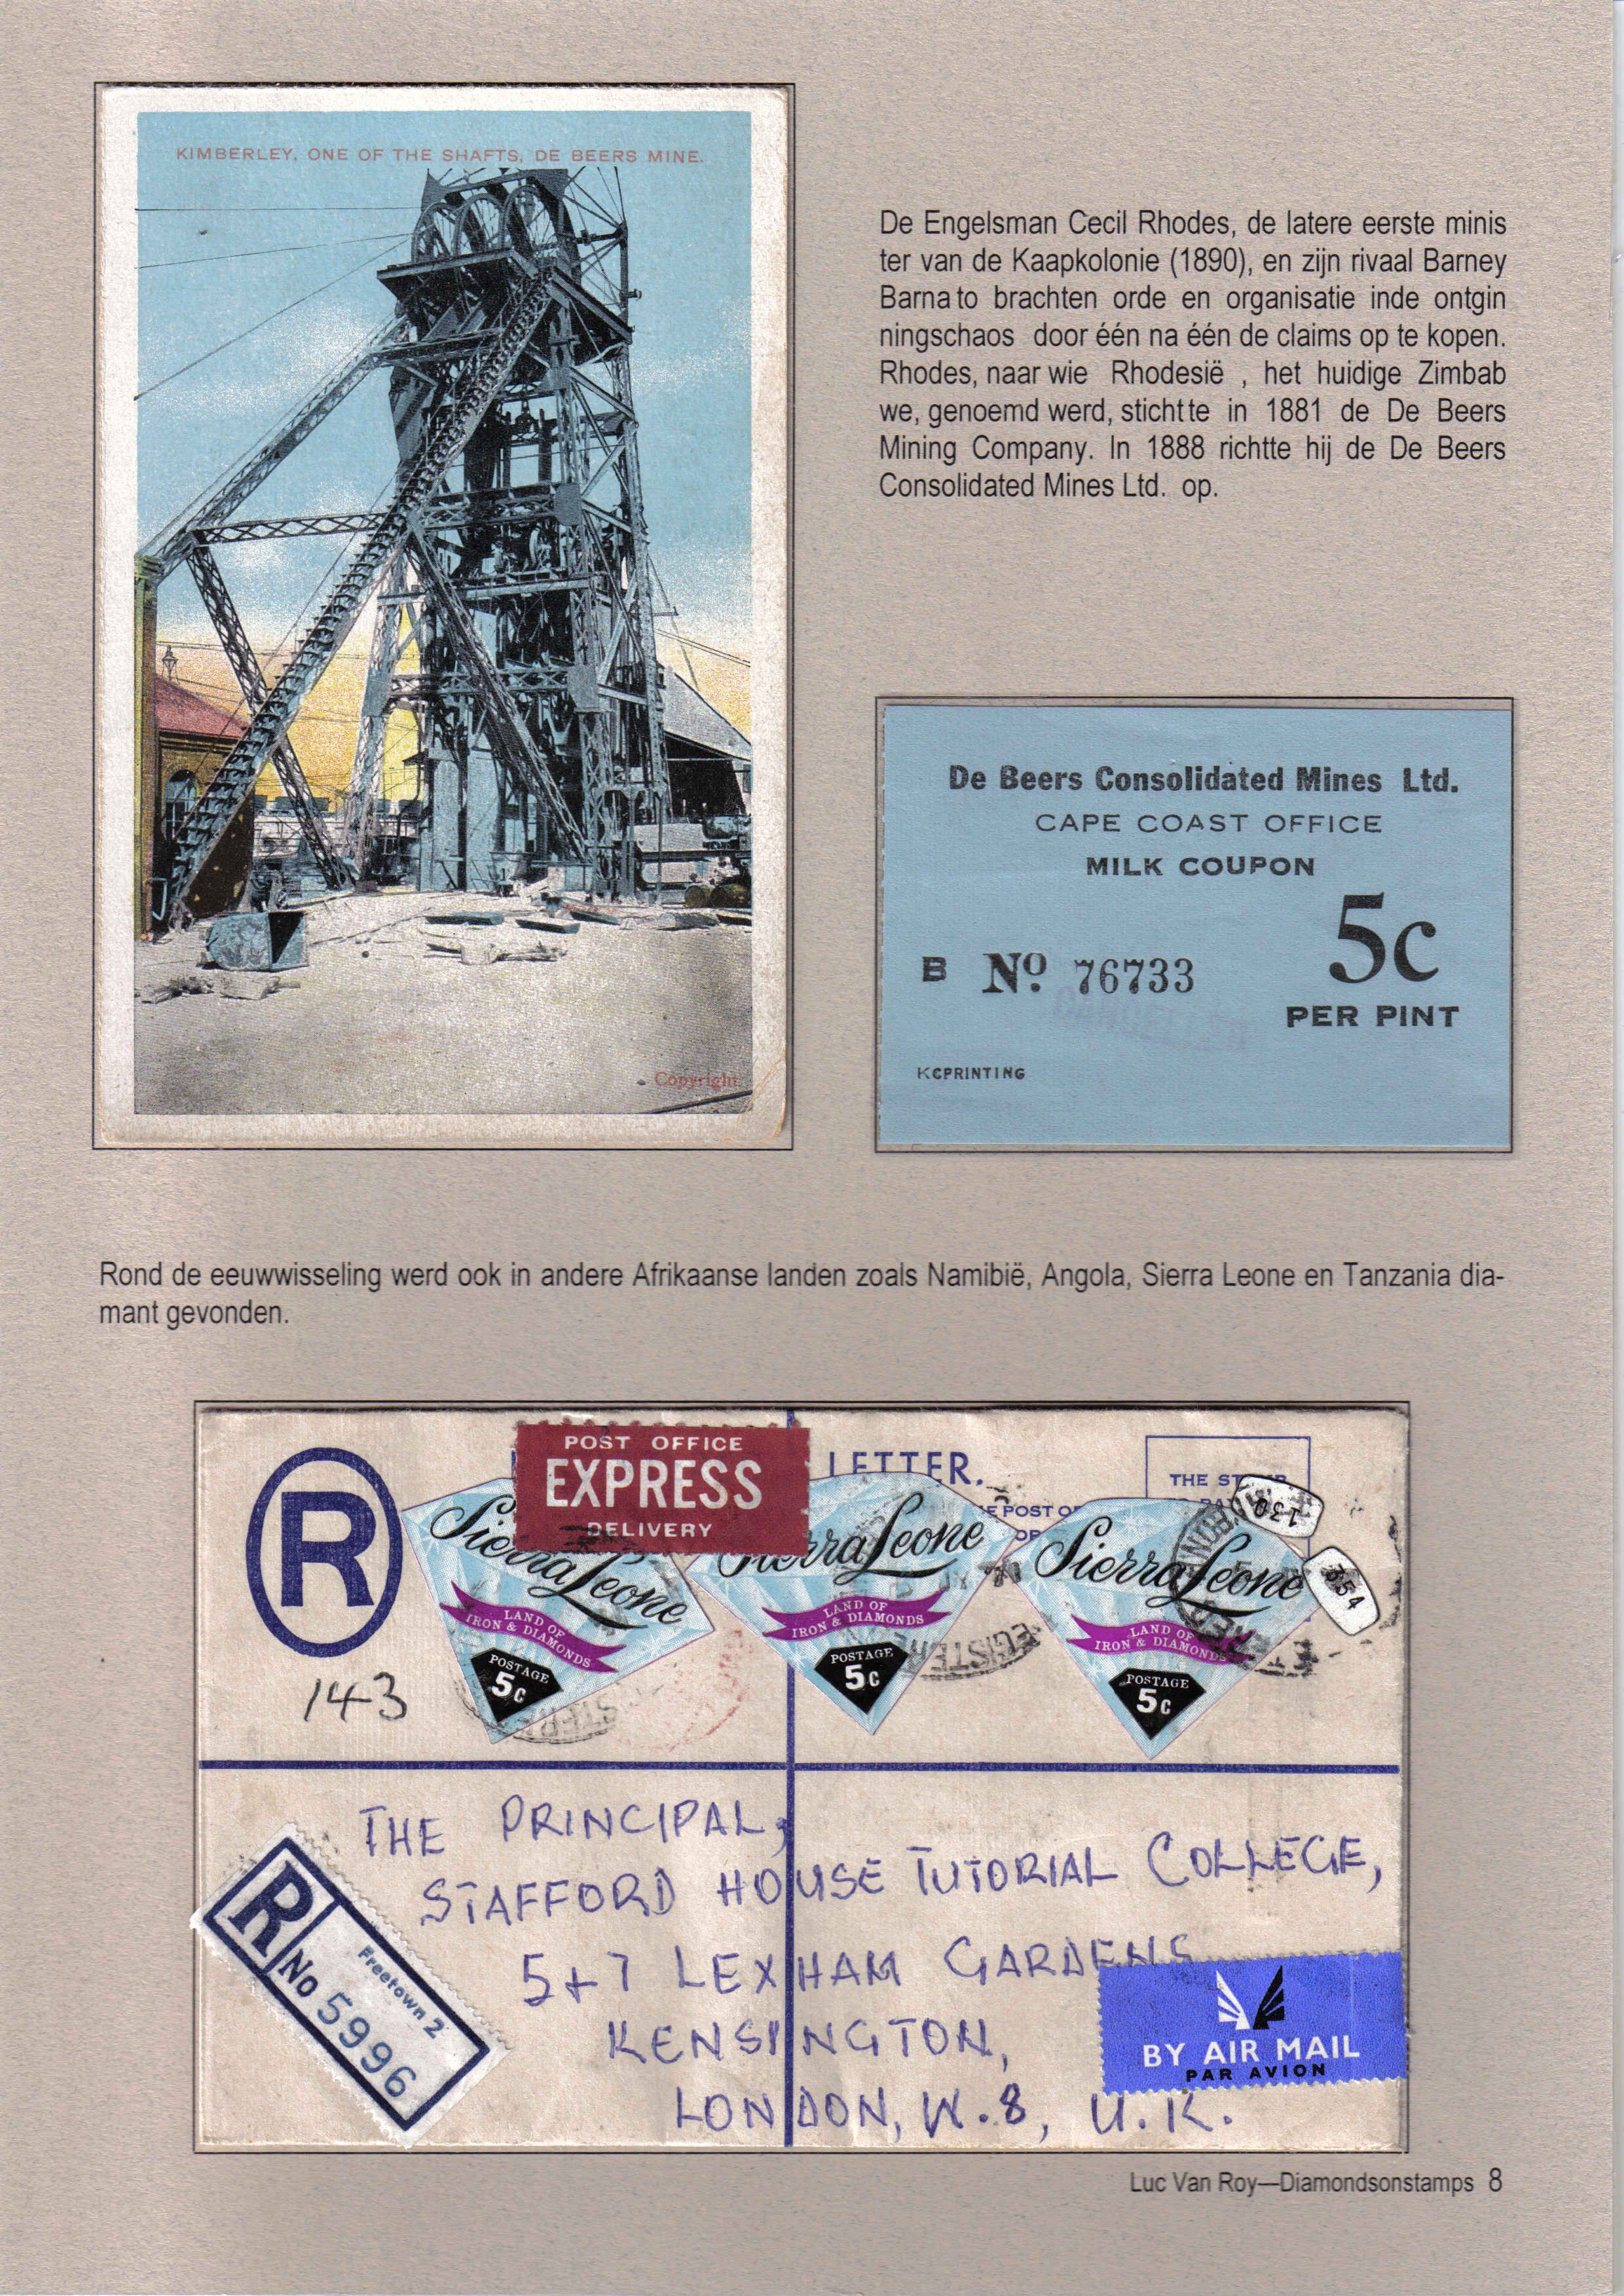 KIMBERLEY, ONE OF THE SHAFTS, DE BEERS MINE.
Copyright.
De Engelsman Cecil Rhodes, de latere eerste minis
ter van de Kaapkolonie (1890), en zijn rivaal Barney
Barnato brachten orde en organisatie inde ontgin
ningschaos door één na één de claims op te kopen.
Rhodes, naar wie Rhodesië , het huidige Zimbab
we, genoemd werd, stichtte in 1881 de De Beers
Mining Company. In 1888 richtte hij de De Beers
Consolidated Mines Ltd. op.
De Beers Consolidated Mines Ltd.
CAPE COAST OFFICE
MILK COUPON
5c
B No. 76733
PER PINT
CANCELLED
KCPRINTING
Rond de eeuwwisseling werd ook in andere Afrikaanse landen zoals Namibië, Angola, Sierra Leone en Tanzania dia-
mant gevonden.
R
POST OFFICE
EXPRESS
DELIVERY
LETTER.
THE
POST
Sierra Leone
LAND OF
IRON & DIAMONDS
POSTAGE
5c
Sierra Leone
LAND OF
IRON & DIAMONDS
POSTAGE
5c
Sierra Leone
LAND OF
IRON & DIAMONDS
POSTAGE
5c
130
654
143
THE PRINCIPAL,
STAFFORD HOUSE TUTORIAL COLLEGE,
5+7 LEXHAM GARDENS
KENSINGTON,
LONDON, W.8, U.K.
R
Freetown 2
No 5996
BY AIR MAIL
PAR AVION
Luc Van Roy—Diamondsonstamps 8